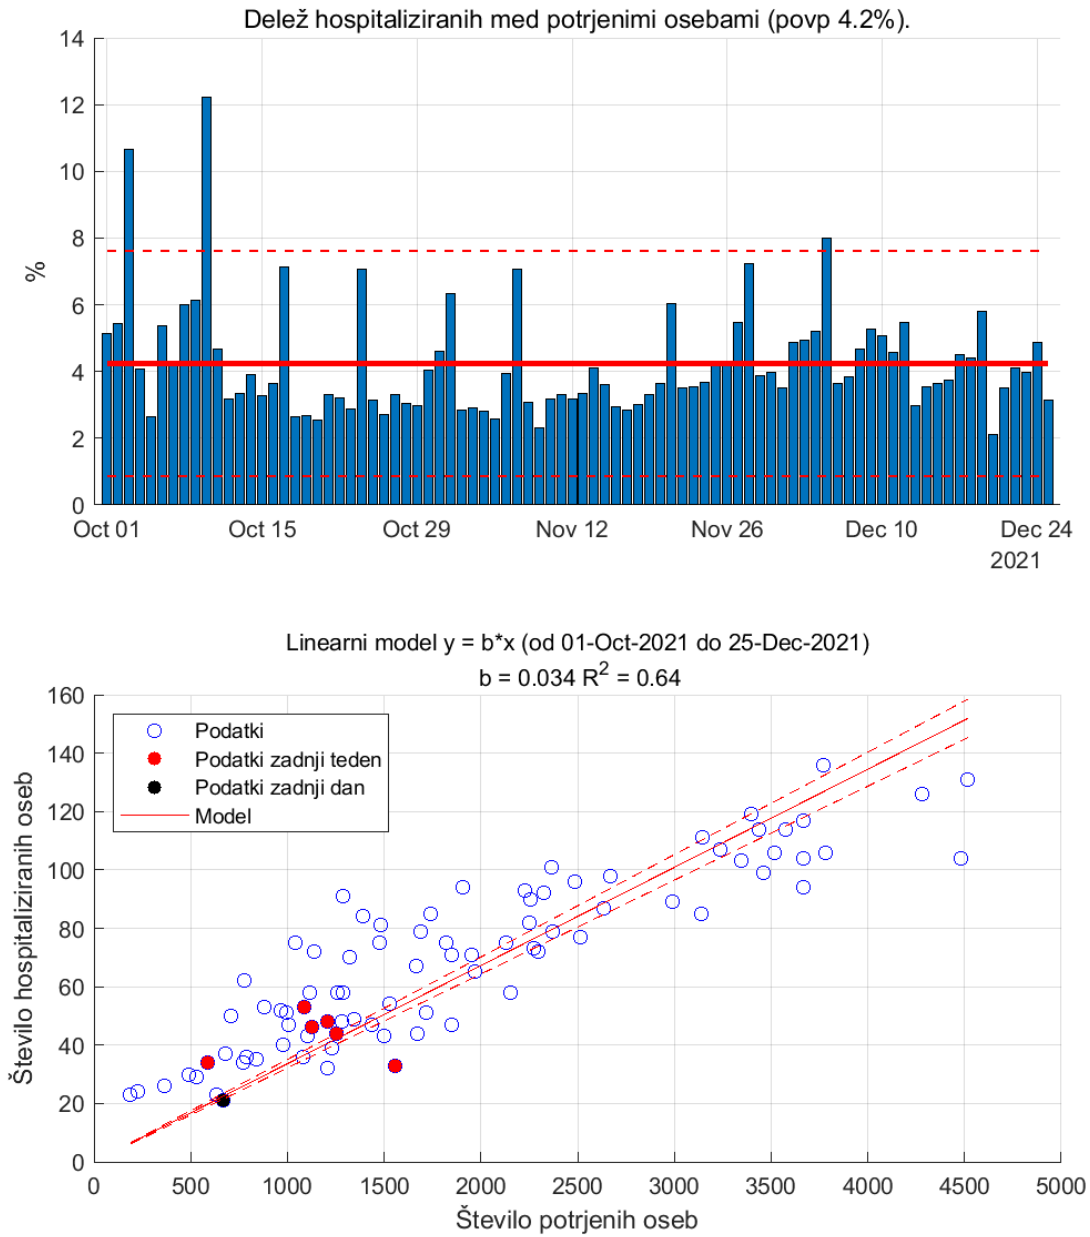 Delež hospitaliziranih med potrjenimi osebami (povp 4.2%).
14
12
10
8
6
4
2
0
%
Oct 01 Oct 15 Oct 29 Nov 12 Nov 26 Dec 10 Dec 24
2021
Linearni model y = b*x (od 01-Oct-2021 do 25-Dec-2021)
b = 0.034 R² = 0.64
160
140
120
100
80
60
40
20
0
Število hospitaliziranih oseb
Podatki
Podatki zadnji teden
Podatki zadnji dan
Model
0 500 1000 1500 2000 2500 3000 3500 4000 4500 5000
Število potrjenih oseb